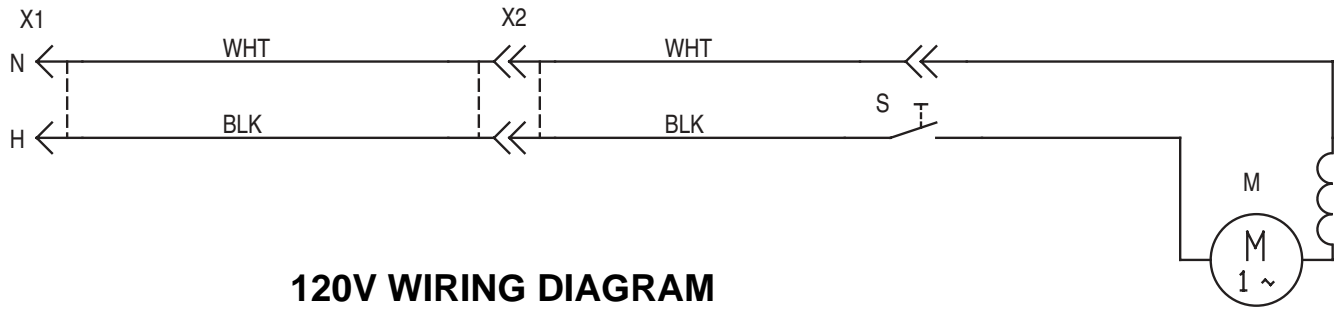 X1
X2
N
WHT
WHT
S
H
BLK
BLK
M
M
1 ~
120V WIRING DIAGRAM